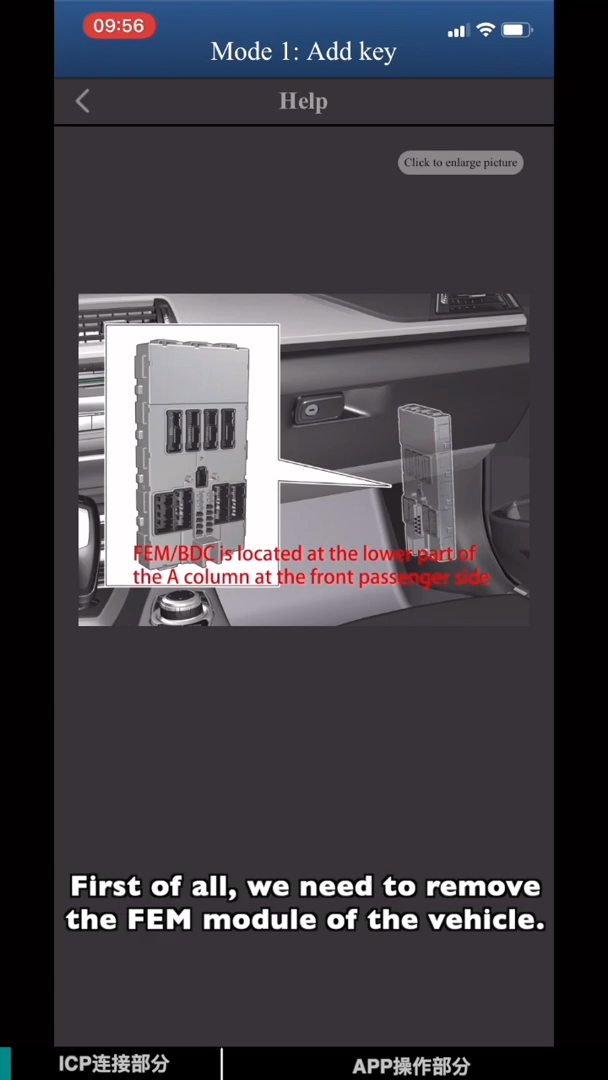 09:56
Mode 1: Add key
Help
Click to enlarge picture
FEM/BDC is located at the lower part of
the A column at the front passenger side
First of all, we need to remove
the FEM module of the vehicle.
ICP连接部分
APP操作部分